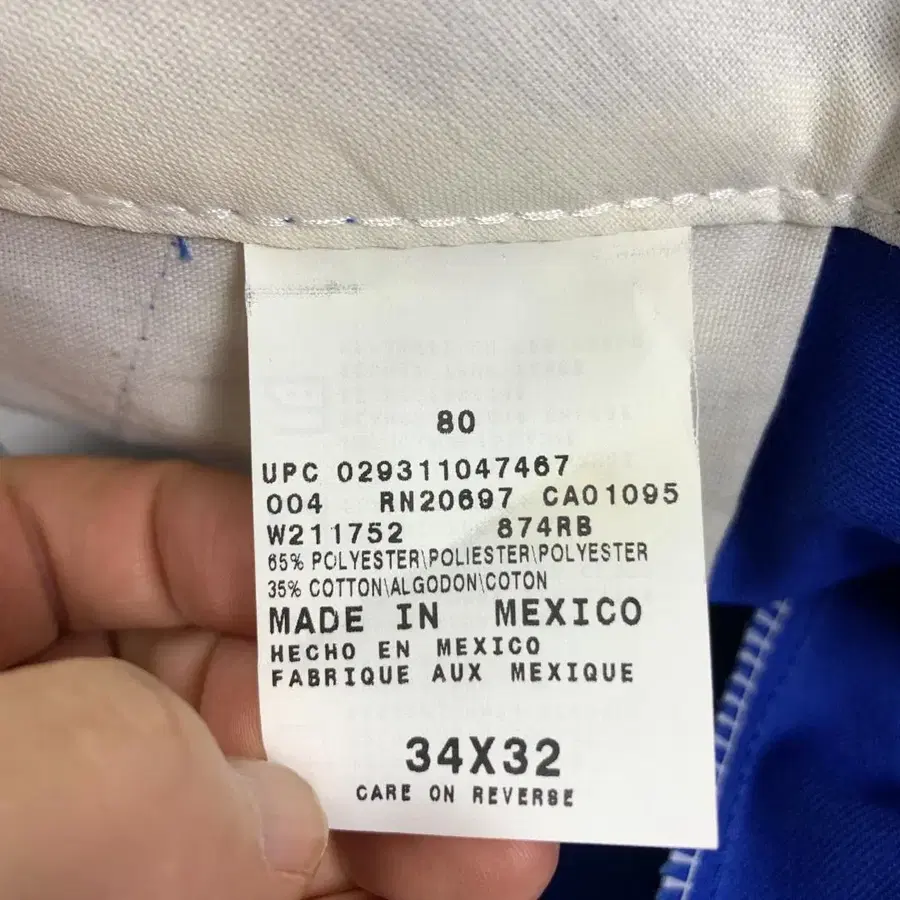 80
UPC 029311047467
004 RN20697 CA01095
W211752 874RB
65% POLYESTER\POLIESTER\POLYESTER
35% COTTON\ALGODON\COTON
MADE IN MEXICO
HECHO EN MEXICO
FABRIQUE AUX MEXIQUE
34X32
CARE ON REVERSE